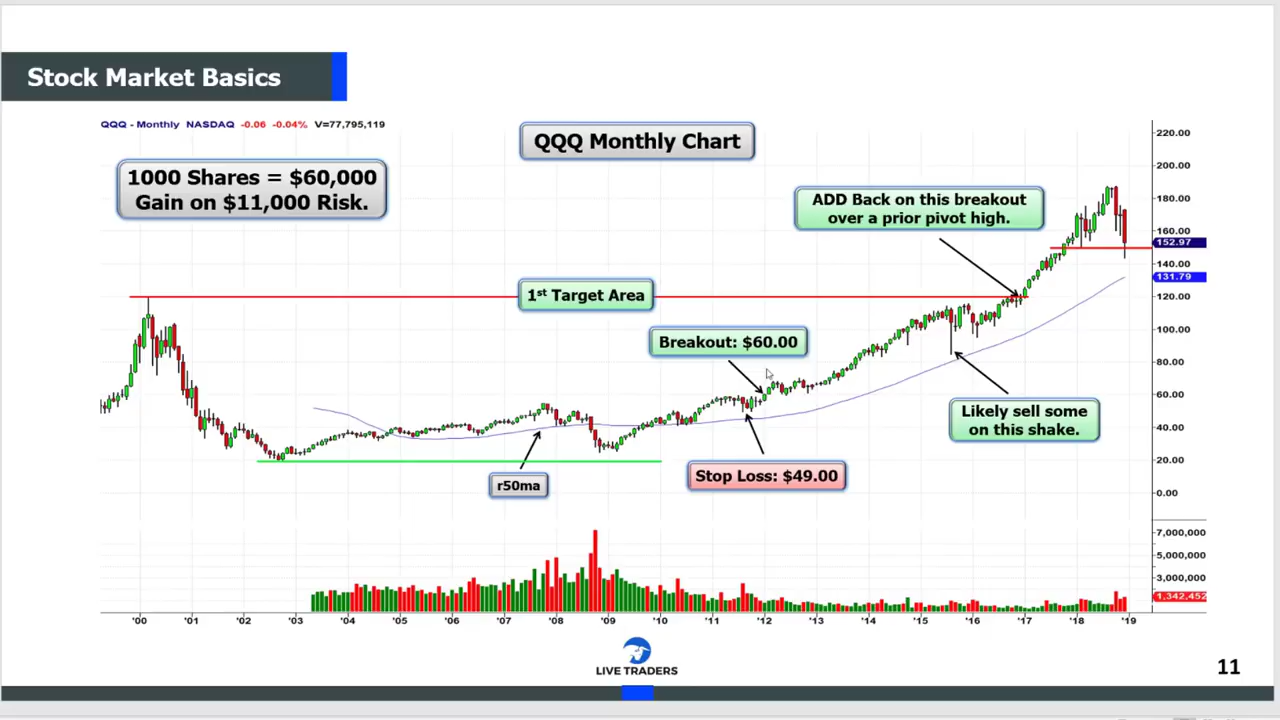 Stock Market Basics
QQQ - Monthly NASDAQ -0.06 -0.04% V=77,795,119
QQQ Monthly Chart
1000 Shares = $60,000
Gain on $11,000 Risk.
ADD Back on this breakout
over a prior pivot high.
1st Target Area
Breakout: $60.00
Likely sell some
on this shake.
Stop Loss: $49.00
r50ma
220.00
200.00
180.00
160.00
152.97
140.00
131.79
120.00
100.00
80.00
60.00
40.00
20.00
0.00
7,000,000
5,000,000
3,000,000
1,342,452
'00 '01 '02 '03 '04 '05 '06 '07 '08 '09 '10 '11 '12 '13 '14 '15 '16 '17 '18 '19
LIVE TRADERS
11